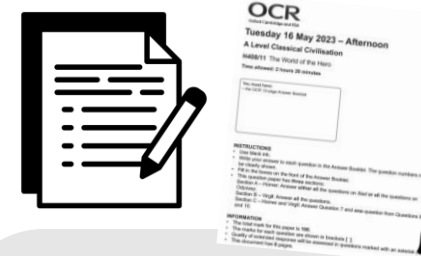 OCR
Oxford Cambridge and RSA
Tuesday 16 May 2023 – Afternoon
A Level Classical Civilisation
H408/11 The World of the Hero
Time allowed: 2 hours 20 minutes
You must have:
• the OCR 12-page Answer Booklet
INSTRUCTIONS
• Use black ink.
• Write your answer to each question in the Answer Booklet. The question numbers must
be clearly shown.
• Fill in the boxes on the front of the Answer Booklet.
• This question paper has three sections:
Section A – Homer: Answer either all the questions on Iliad or all the questions on
Odyssey.
Section B – Virgil: Answer all the questions.
Section C – Homer and Virgil: Answer Question 7 and one question from Questions 8
and 10.
INFORMATION
• The total mark for this paper is 100.
• The marks for each question are shown in brackets [ ].
• Quality of extended response will be assessed in questions marked with an asterisk
• This document has 8 pages.